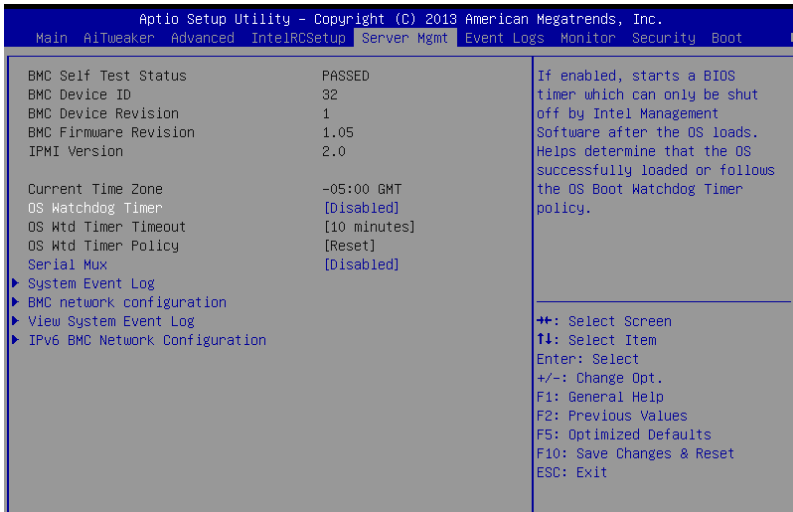 Aptio Setup Utility – Copyright (C) 2013 American Megatrends, Inc.
Main AiTweaker Advanced IntelRCSetup Server Mgmt Event Logs Monitor Security Boot
BMC Self Test Status PASSED
BMC Device ID 32
BMC Device Revision 1
BMC Firmware Revision 1.05
IPMI Version 2.0
Current Time Zone -05:00 GMT
OS Watchdog Timer [Disabled]
OS Wtd Timer Timeout [10 minutes]
OS Wtd Timer Policy [Reset]
Serial Mux [Disabled]
System Event Log
BMC network configuration
View System Event Log
IPv6 BMC Network Configuration
If enabled, starts a BIOS
timer which can only be shut
off by Intel Management
Software after the OS loads.
Helps determine that the OS
successfully loaded or follows
the OS Boot Watchdog Timer
policy.
→←: Select Screen
↑↓: Select Item
Enter: Select
+/-: Change Opt.
F1: General Help
F2: Previous Values
F5: Optimized Defaults
F10: Save Changes & Reset
ESC: Exit